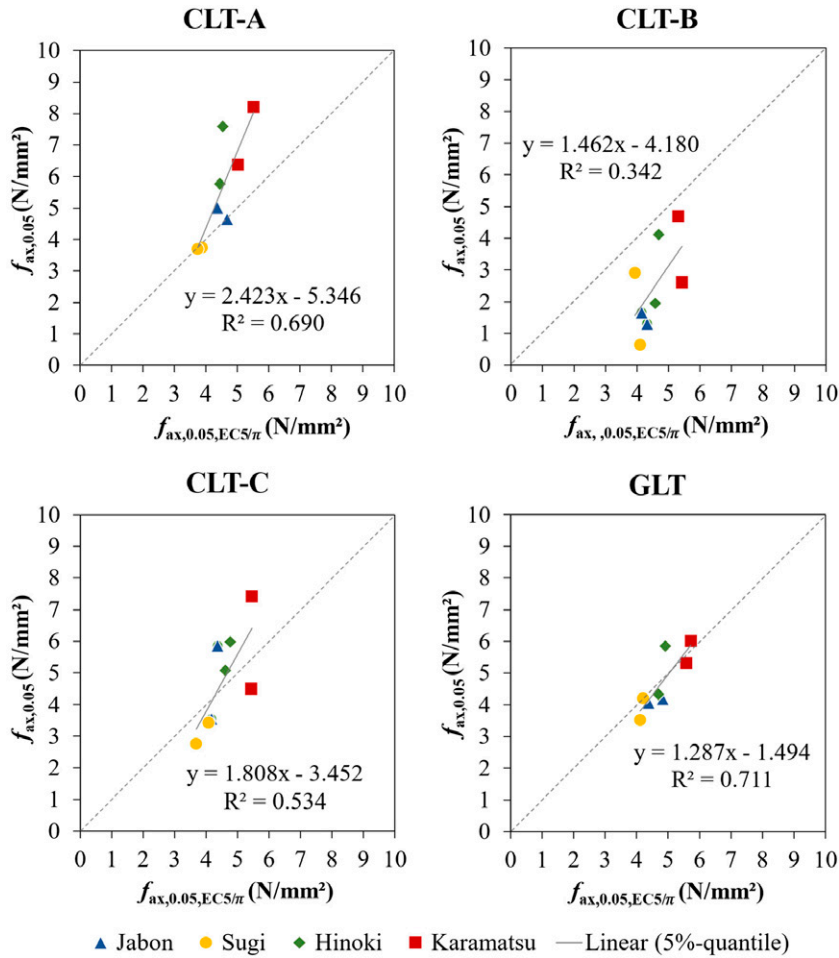 CLT-A
10
9
8
7
6
5
4
3
2
1
0
f_ax,0.05 (N/mm²)
y = 2.423x - 5.346
R² = 0.690
0 1 2 3 4 5 6 7 8 9 10
f_ax,0.05,EC5/π (N/mm²)
CLT-B
10
9
8
7
6
5
4
3
2
1
0
f_ax,0.05 (N/mm²)
y = 1.462x - 4.180
R² = 0.342
0 1 2 3 4 5 6 7 8 9 10
f_ax, ,0.05,EC5/π (N/mm²)
CLT-C
10
9
8
7
6
5
4
3
2
1
0
f_ax,0.05 (N/mm²)
y = 1.808x - 3.452
R² = 0.534
0 1 2 3 4 5 6 7 8 9 10
f_ax,0.05,EC5/π (N/mm²)
GLT
10
9
8
7
6
5
4
3
2
1
0
f_ax,0.05 (N/mm²)
y = 1.287x - 1.494
R² = 0.711
0 1 2 3 4 5 6 7 8 9 10
f_ax,0.05,EC5/π (N/mm²)
Jabon Sugi Hinoki Karamatsu Linear (5%-quantile)